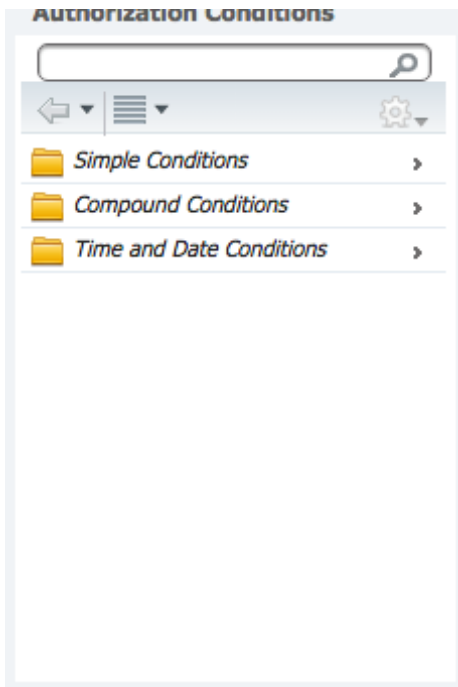 Authorization Conditions
Simple Conditions
Compound Conditions
Time and Date Conditions